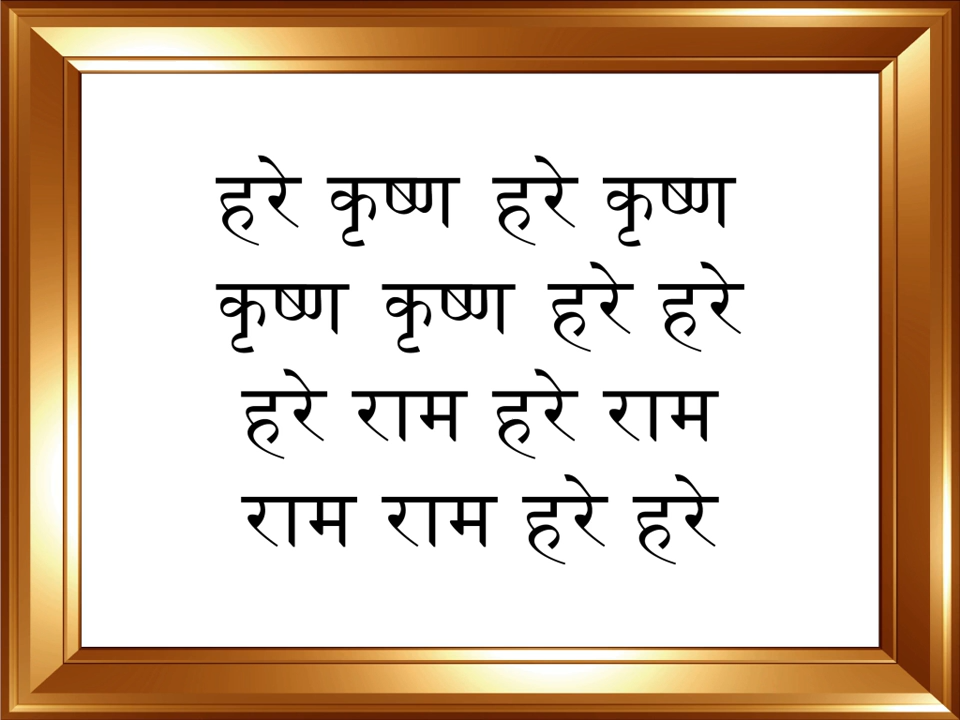 हरे कृष्ण हरे कृष्ण
कृष्ण कृष्ण हरे हरे
हरे राम हरे राम
राम राम हरे हरे